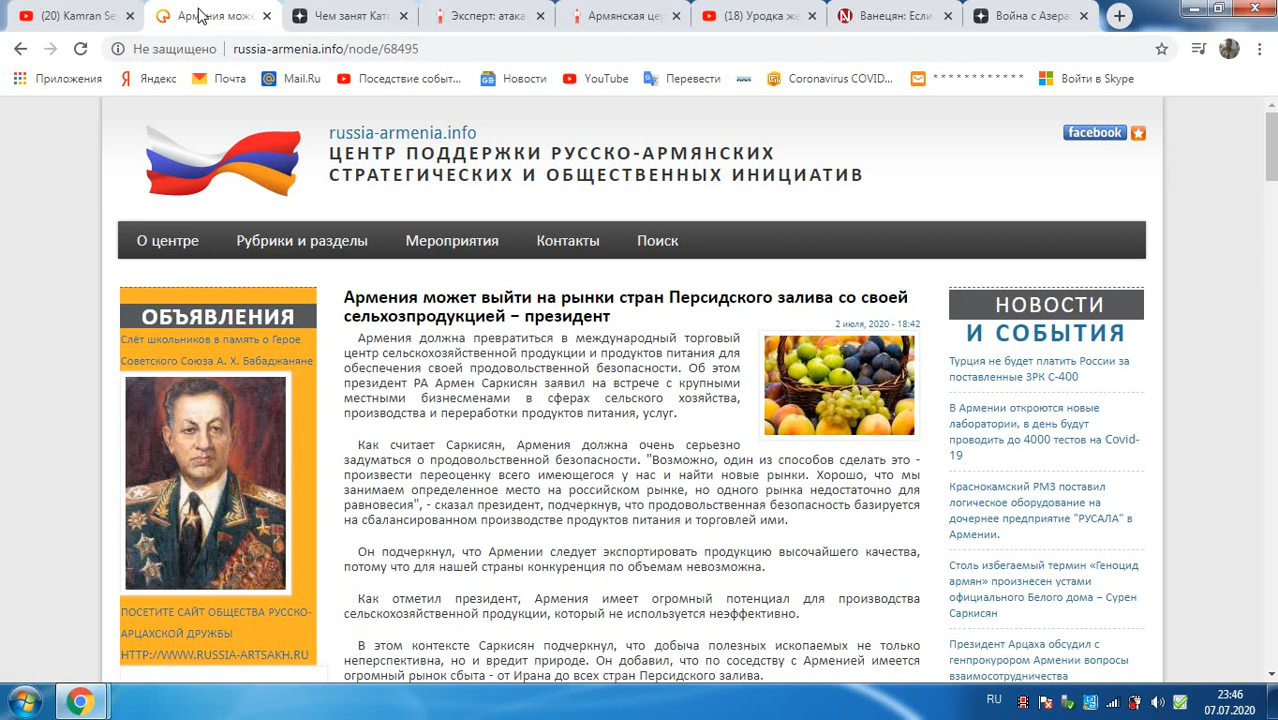 (20) Kamran Se
Армения може
Чем занят Като
Эксперт: атака
Армянская цер
(18) Уродка же
Ванецян: Если
Война с Азера
Не защищено
russia-armenia.info/node/68495
Приложения
Яндекс
Почта
Mail.Ru
Поседствие событ...
Новости
YouTube
Перевести
Coronavirus COVID...
* * * * * * * * * * * *
Войти в Skype
russia-armenia.info
ЦЕНТР ПОДДЕРЖКИ РУССКО-АРМЯНСКИХ
СТРАТЕГИЧЕСКИХ И ОБЩЕСТВЕННЫХ ИНИЦИАТИВ
facebook
О центре
Рубрики и разделы
Мероприятия
Контакты
Поиск
ОБЪЯВЛЕНИЯ
Слёт школьников в память о Герое
Советского Союза А. Х. Бабаджаняне
ПОСЕТИТЕ САЙТ ОБЩЕСТВА РУССКО-
АРЦАХСКОЙ ДРУЖБЫ
HTTP://WWW.RUSSIA-ARTSAKH.RU
Армения может выйти на рынки стран Персидского залива со своей
сельхозпродукцией – президент
2 июля, 2020 - 18:42
Армения должна превратиться в международный торговый
центр сельскохозяйственной продукции и продуктов питания для
обеспечения своей продовольственной безопасности. Об этом
президент РА Армен Саркисян заявил на встрече с крупными
местными бизнесменами в сферах сельского хозяйства,
производства и переработки продуктов питания, услуг.
Как считает Саркисян, Армения должна очень серьезно
задуматься о продовольственной безопасности. "Возможно, один из способов сделать это -
произвести переоценку всего имеющегося у нас и найти новые рынки. Хорошо, что мы
занимаем определенное место на российском рынке, но одного рынка недостаточно для
равновесия", - сказал президент, подчеркнув, что продовольственная безопасность базируется
на сбалансированном производстве продуктов питания и торговлей ими.
Он подчеркнул, что Армении следует экспортировать продукцию высочайшего качества,
потому что для нашей страны конкуренция по объемам невозможна.
Как отметил президент, Армения имеет огромный потенциал для производства
сельскохозяйственной продукции, который не используется неэффективно.
В этом контексте Саркисян подчеркнул, что добыча полезных ископаемых не только
неперспективна, но и вредит природе. Он добавил, что по соседству с Арменией имеется
огромный рынок сбыта - от Ирана до всех стран Персидского залива.
НОВОСТИ
И СОБЫТИЯ
Турция не будет платить России за
поставленные ЗРК С-400
В Армении откроются новые
лаборатории, в день будут
проводить до 4000 тестов на Covid-
19
Краснокамский РМЗ поставил
логическое оборудование на
дочернее предприятие "РУСАЛА" в
Армении.
Столь избегаемый термин «Геноцид
армян» произнесен устами
официального Белого дома – Сурен
Саркисян
Президент Арцаха обсудил с
генпрокурором Армении вопросы
взаимосотрудничества
RU
23:46
07.07.2020